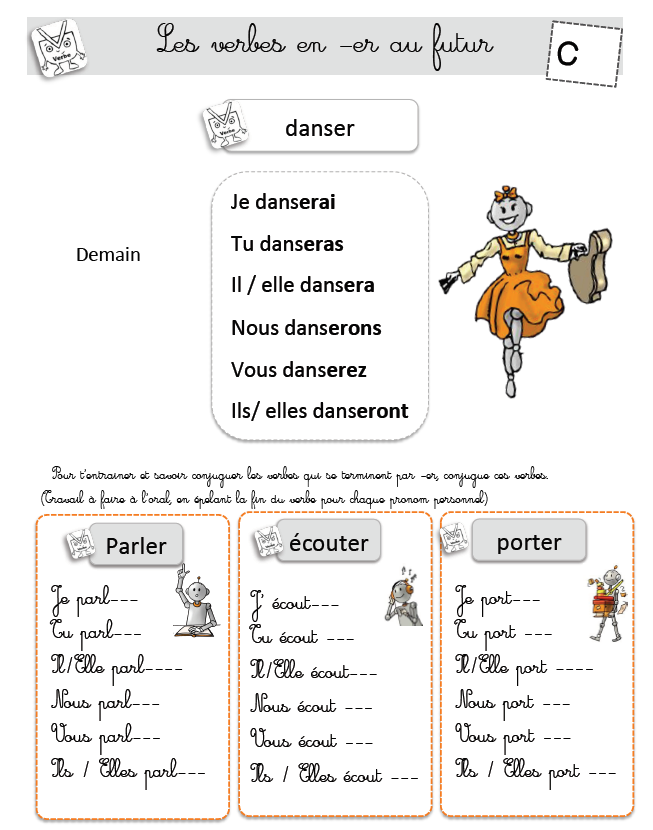 Verbe
Les verbes en -er au futur
C
Verbe
danser
Demain
Je danserai
Tu danseras
Il / elle dansera
Nous danserons
Vous danserez
Ils/ elles danseront
Pour t'entrainer et savoir conjuguer les verbes qui se terminent par -er, conjugue ces verbes.
(Travail à faire à l'oral, en épelant la fin du verbe pour chaque pronom personnel)
Parler
Je parl---
Tu parl---
Il/Elle parl----
Nous parl---
Vous parl---
Ils / Elles parl---
écouter
J' écout---
Tu écout ---
Il/Elle écout---
Nous écout ---
Vous écout ---
Ils / Elles écout ---
porter
Je port---
Tu port ---
Il/Elle port ----
Nous port ---
Vous port ---
Ils / Elles port ---